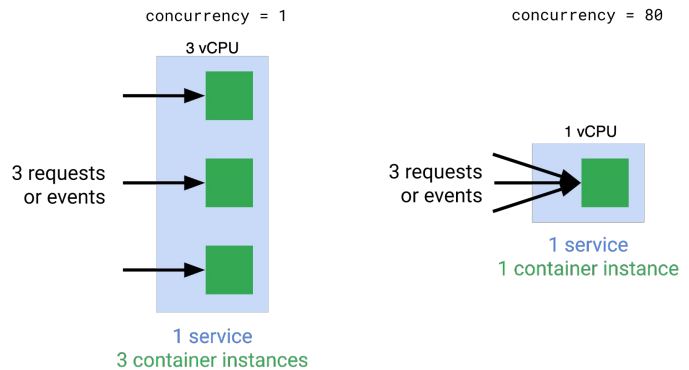 concurrency = 1
3 vCPU
3 requests
or events
1 service
3 container instances
concurrency = 80
1 vCPU
3 requests
or events
1 service
1 container instance